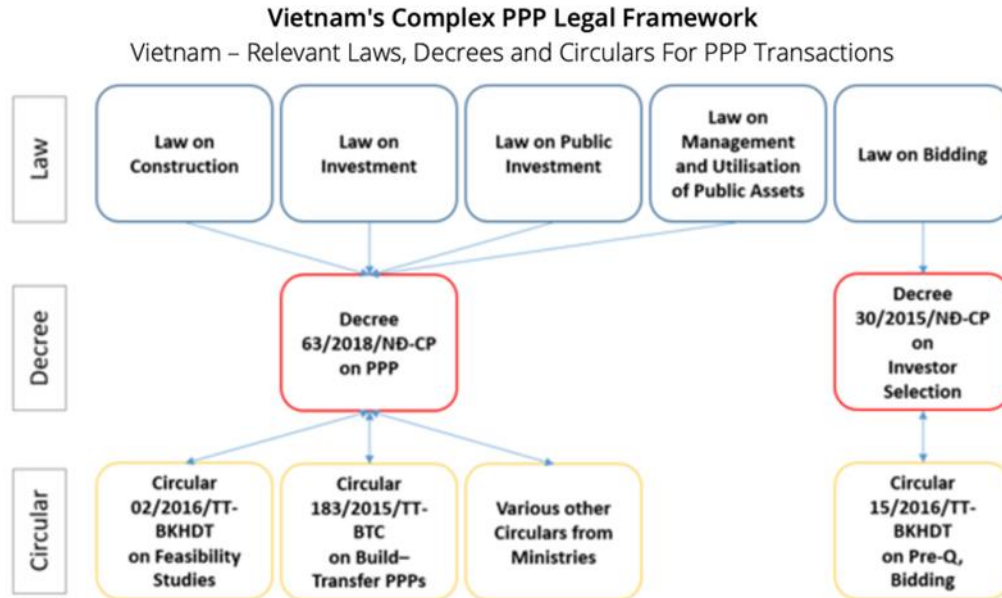 Vietnam's Complex PPP Legal Framework
Vietnam – Relevant Laws, Decrees and Circulars For PPP Transactions
Law
Law on
Construction
Law on
Investment
Law on Public
Investment
Law on
Management
and Utilisation
of Public Assets
Law on Bidding
Decree
Decree
63/2018/NĐ-CP
on PPP
Decree
30/2015/NĐ-CP
on
Investor
Selection
Circular
Circular
02/2016/TT-
BKHDT
on Feasibility
Studies
Circular
183/2015/TT-
BTC
on Build–
Transfer PPPs
Various other
Circulars from
Ministries
Circular
15/2016/TT-
BKHDT
on Pre-Q,
Bidding